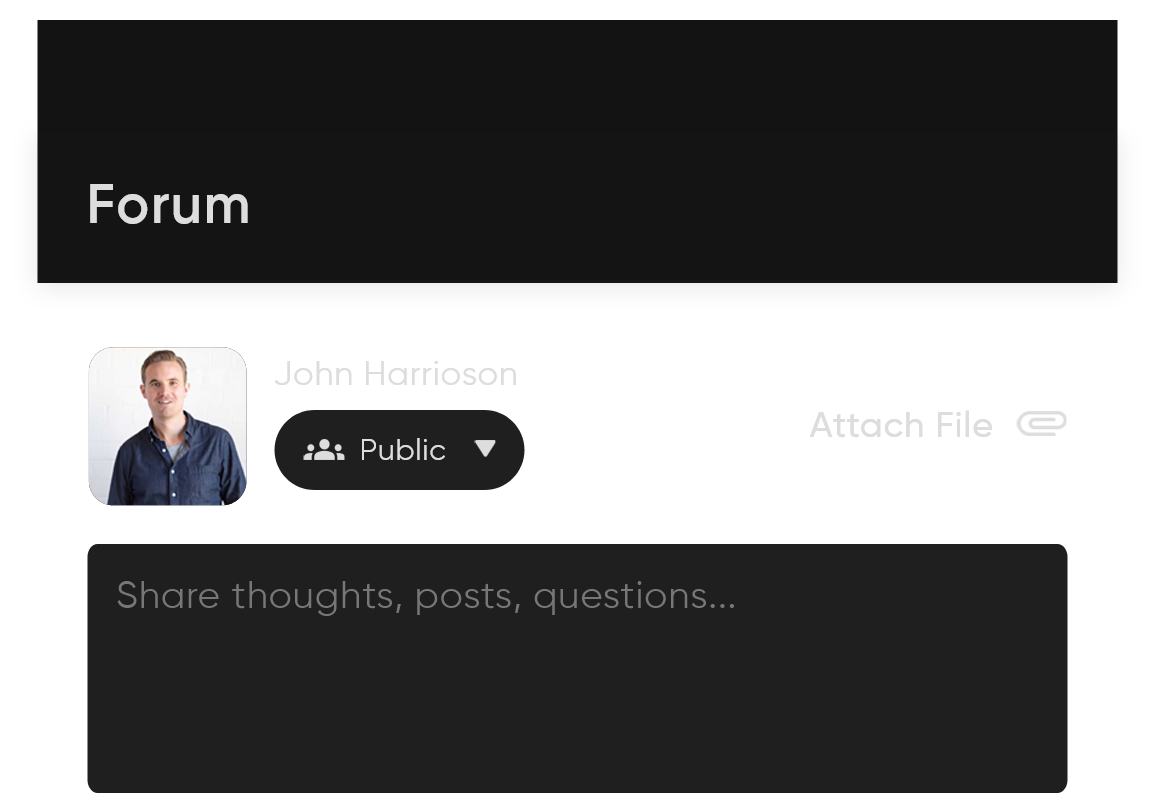 Forum
John Harrioson
Public
Attach File
Share thoughts, posts, questions...